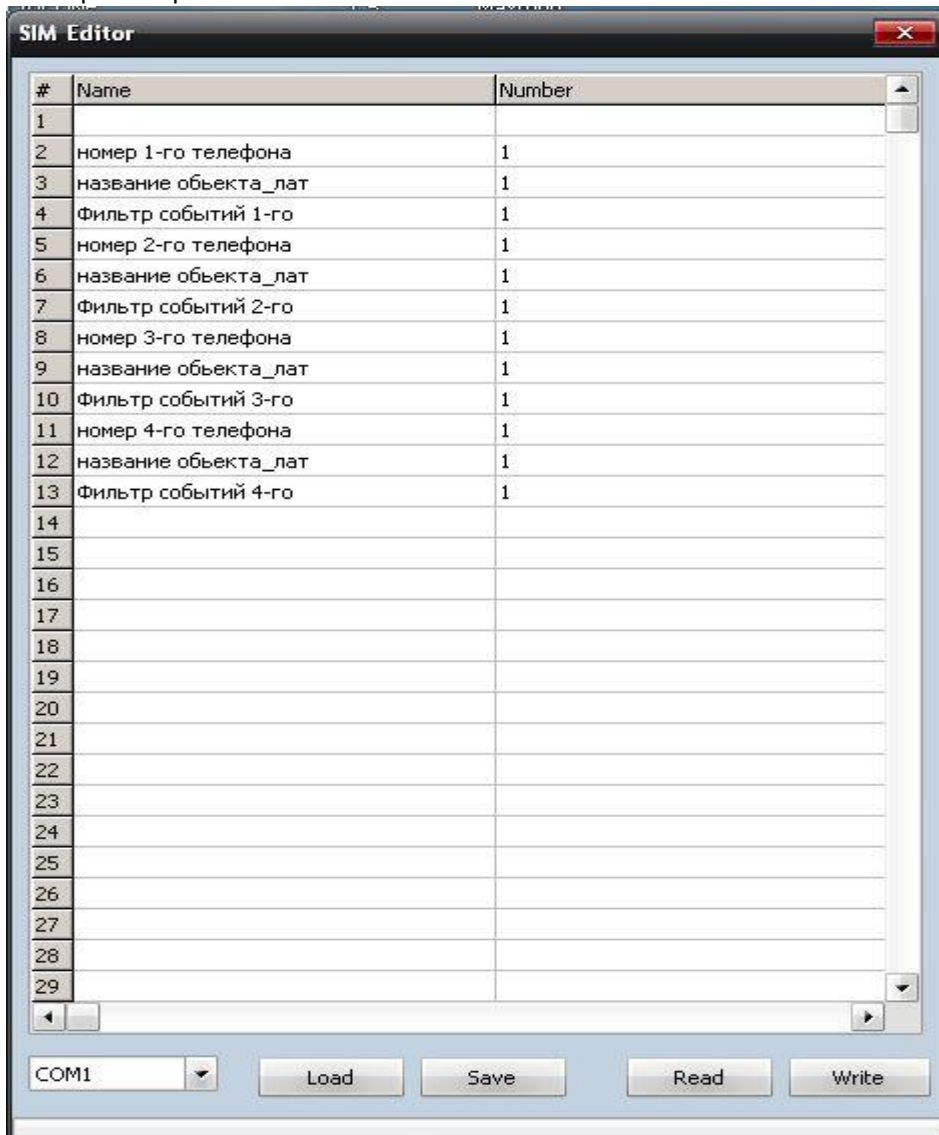 SIM Editor
# Name Number
1
2 номер 1-го телефона 1
3 название обьекта_лат 1
4 Фильтр событий 1-го 1
5 номер 2-го телефона 1
6 название обьекта_лат 1
7 Фильтр событий 2-го 1
8 номер 3-го телефона 1
9 название обьекта_лат 1
10 Фильтр событий 3-го 1
11 номер 4-го телефона 1
12 название обьекта_лат 1
13 Фильтр событий 4-го 1
14
15
16
17
18
19
20
21
22
23
24
25
26
27
28
29
COM1 Load Save Read Write